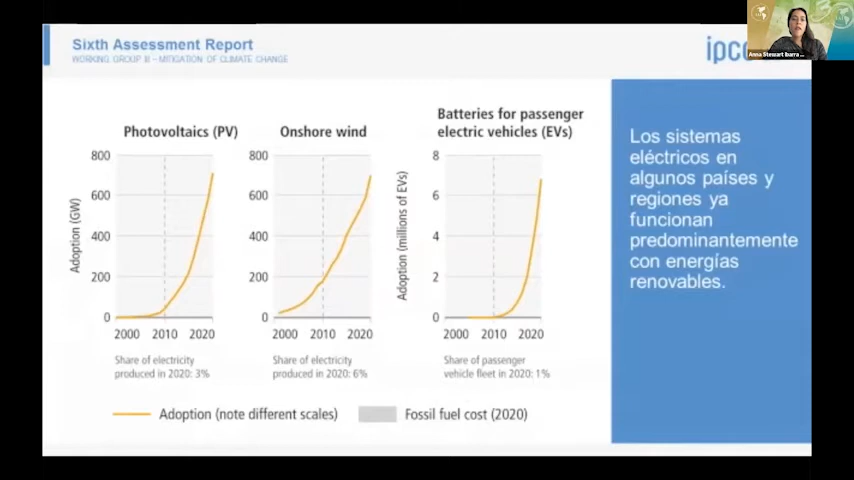 Sixth Assessment Report
WORKING GROUP III – MITIGATION OF CLIMATE CHANGE
ipcc
Anna Stewart Ibarra ...
Photovoltaics (PV)
Onshore wind
Batteries for passenger
electric vehicles (EVs)
Adoption (GW)
800
600
400
200
0
2000 2010 2020
Share of electricity
produced in 2020: 3%
800
600
400
200
0
2000 2010 2020
Share of electricity
produced in 2020: 6%
Adoption (millions of EVs)
8
6
4
2
0
2000 2010 2020
Share of passenger
vehicle fleet in 2020: 1%
Adoption (note different scales)
Fossil fuel cost (2020)
Los sistemas
eléctricos en
algunos países y
regiones ya
funcionan
predominantemente
con energías
renovables.